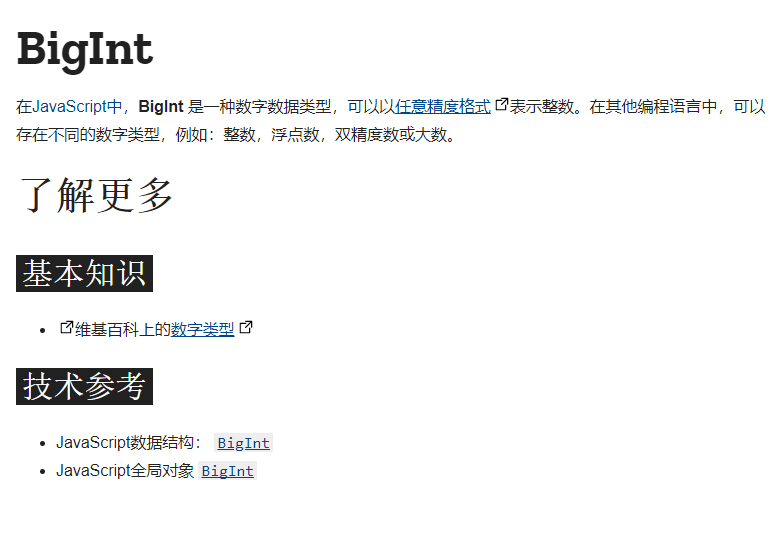 BigInt
在JavaScript中，BigInt 是一种数字数据类型，可以以任意精度格式表示整数。在其他编程语言中，可以
存在不同的数字类型，例如：整数，浮点数，双精度数或大数。
了解更多
基本知识
维基百科上的数字类型
技术参考
JavaScript数据结构： BigInt
JavaScript全局对象 BigInt